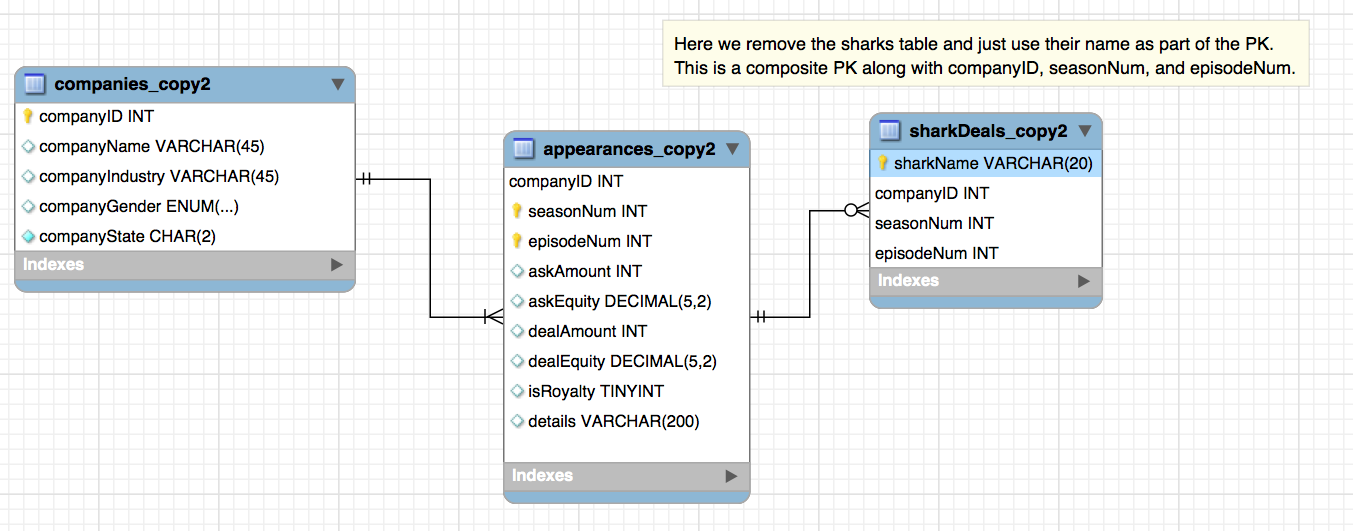 Here we remove the sharks table and just use their name as part of the PK.
This is a composite PK along with companyID, seasonNum, and episodeNum.
companies_copy2
companyID INT
companyName VARCHAR(45)
companyIndustry VARCHAR(45)
companyGender ENUM(...)
companyState CHAR(2)
Indexes
appearances_copy2
companyID INT
seasonNum INT
episodeNum INT
askAmount INT
askEquity DECIMAL(5,2)
dealAmount INT
dealEquity DECIMAL(5,2)
isRoyalty TINYINT
details VARCHAR(200)
Indexes
sharkDeals_copy2
sharkName VARCHAR(20)
companyID INT
seasonNum INT
episodeNum INT
Indexes